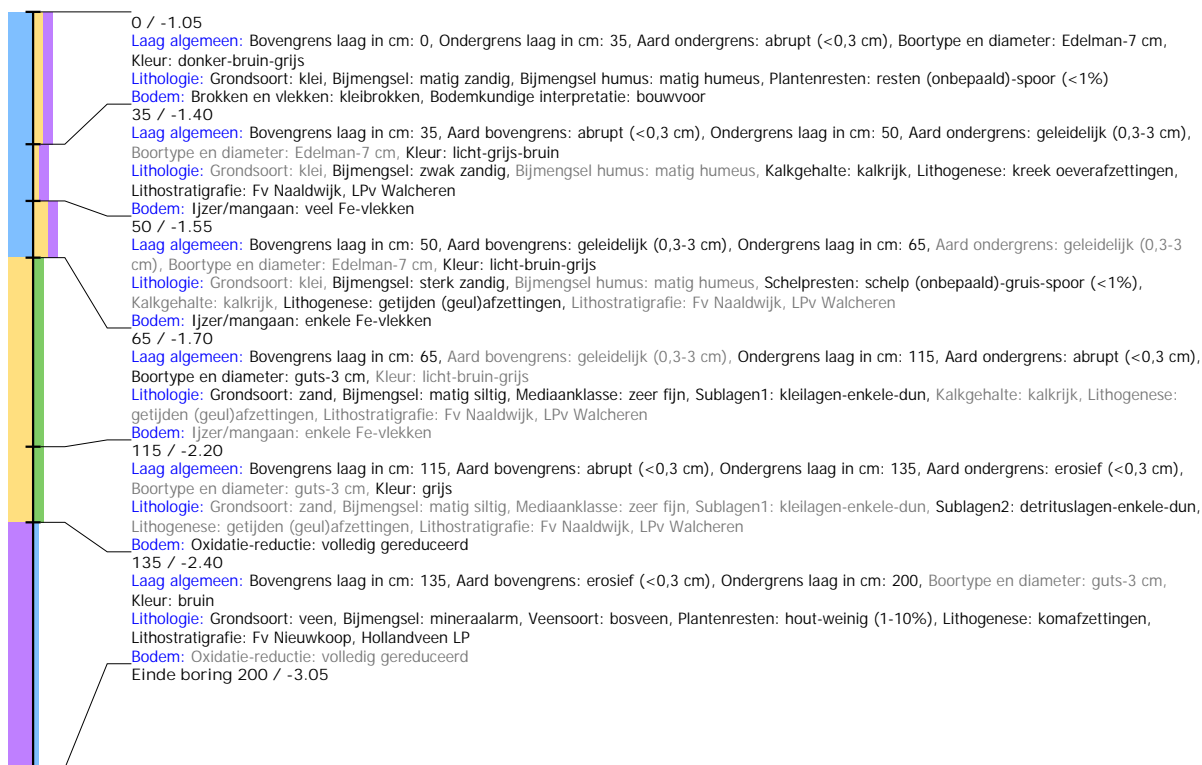 0 / -1.05
Laag algemeen: Bovengrens laag in cm: 0, Ondergrens laag in cm: 35, Aard ondergrens: abrupt (<0,3 cm), Boortype en diameter: Edelman-7 cm,
Kleur: donker-bruin-grijs
Lithologie: Grondsoort: klei, Bijmengsel: matig zandig, Bijmengsel humus: matig humeus, Plantenresten: resten (onbepaald)-spoor (<1%)
Bodem: Brokken en vlekken: kleibrokken, Bodemkundige interpretatie: bouwvoor
35 / -1.40
Laag algemeen: Bovengrens laag in cm: 35, Aard bovengrens: abrupt (<0,3 cm), Ondergrens laag in cm: 50, Aard ondergrens: geleidelijk (0,3-3 cm),
Boortype en diameter: Edelman-7 cm, Kleur: licht-grijs-bruin
Lithologie: Grondsoort: klei, Bijmengsel: zwak zandig, Bijmengsel humus: matig humeus, Kalkgehalte: kalkrijk, Lithogenese: kreek oeverafzettingen,
Lithostratigrafie: Fv Naaldwijk, LPv Walcheren
Bodem: Ijzer/mangaan: veel Fe-vlekken
50 / -1.55
Laag algemeen: Bovengrens laag in cm: 50, Aard bovengrens: geleidelijk (0,3-3 cm), Ondergrens laag in cm: 65, Aard ondergrens: geleidelijk (0,3-3
cm), Boortype en diameter: Edelman-7 cm, Kleur: licht-bruin-grijs
Lithologie: Grondsoort: klei, Bijmengsel: sterk zandig, Bijmengsel humus: matig humeus, Schelpresten: schelp (onbepaald)-gruis-spoor (<1%),
Kalkgehalte: kalkrijk, Lithogenese: getijden (geul)afzettingen, Lithostratigrafie: Fv Naaldwijk, LPv Walcheren
Bodem: Ijzer/mangaan: enkele Fe-vlekken
65 / -1.70
Laag algemeen: Bovengrens laag in cm: 65, Aard bovengrens: geleidelijk (0,3-3 cm), Ondergrens laag in cm: 115, Aard ondergrens: abrupt (<0,3 cm),
Boortype en diameter: guts-3 cm, Kleur: licht-bruin-grijs
Lithologie: Grondsoort: zand, Bijmengsel: matig siltig, Mediaanklasse: zeer fijn, Sublagen1: kleilagen-enkele-dun, Kalkgehalte: kalkrijk, Lithogenese:
getijden (geul)afzettingen, Lithostratigrafie: Fv Naaldwijk, LPv Walcheren
Bodem: Ijzer/mangaan: enkele Fe-vlekken
115 / -2.20
Laag algemeen: Bovengrens laag in cm: 115, Aard bovengrens: abrupt (<0,3 cm), Ondergrens laag in cm: 135, Aard ondergrens: erosief (<0,3 cm),
Boortype en diameter: guts-3 cm, Kleur: grijs
Lithologie: Grondsoort: zand, Bijmengsel: matig siltig, Mediaanklasse: zeer fijn, Sublagen1: kleilagen-enkele-dun, Sublagen2: detrituslagen-enkele-dun,
Lithogenese: getijden (geul)afzettingen, Lithostratigrafie: Fv Naaldwijk, LPv Walcheren
Bodem: Oxidatie-reductie: volledig gereduceerd
135 / -2.40
Laag algemeen: Bovengrens laag in cm: 135, Aard bovengrens: erosief (<0,3 cm), Ondergrens laag in cm: 200, Boortype en diameter: guts-3 cm,
Kleur: bruin
Lithologie: Grondsoort: veen, Bijmengsel: mineraalarm, Veensoort: bosveen, Plantenresten: hout-weinig (1-10%), Lithogenese: komafzettingen,
Lithostratigrafie: Fv Nieuwkoop, Hollandveen LP
Bodem: Oxidatie-reductie: volledig gereduceerd
Einde boring 200 / -3.05